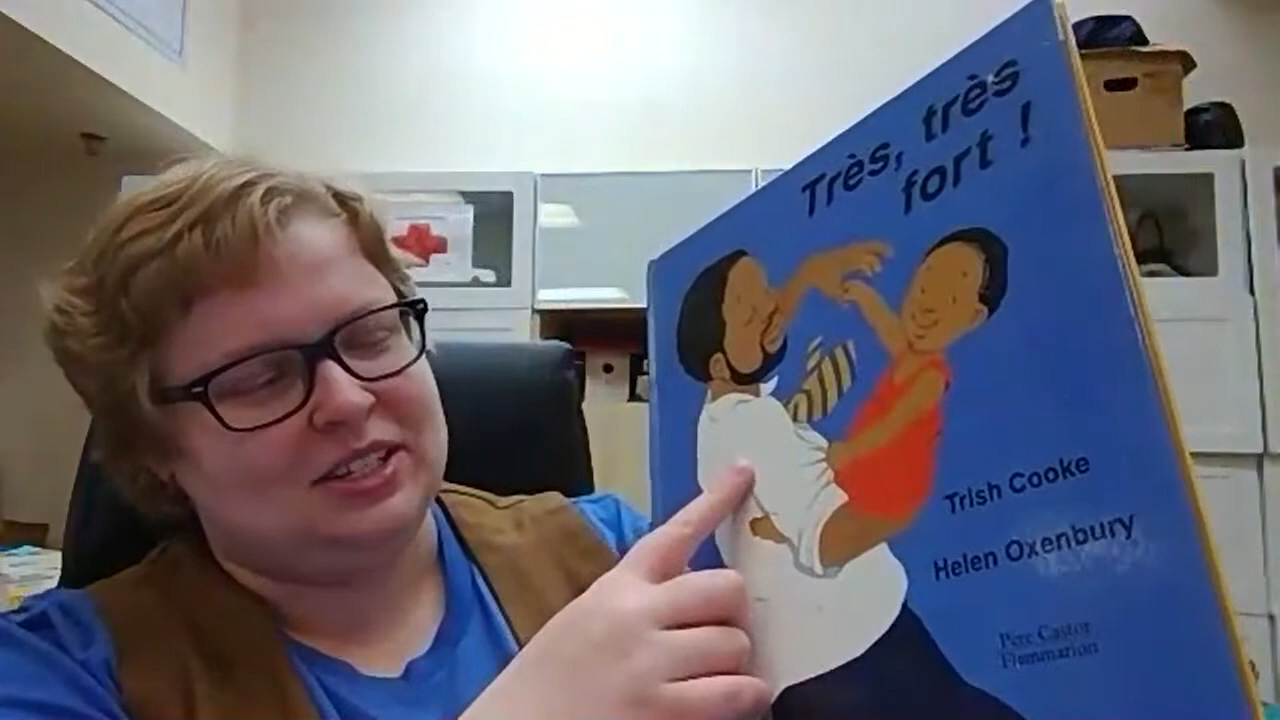 Très, très
fort !
Trish Cooke
Helen Oxenbury
Père Castor
Flammarion